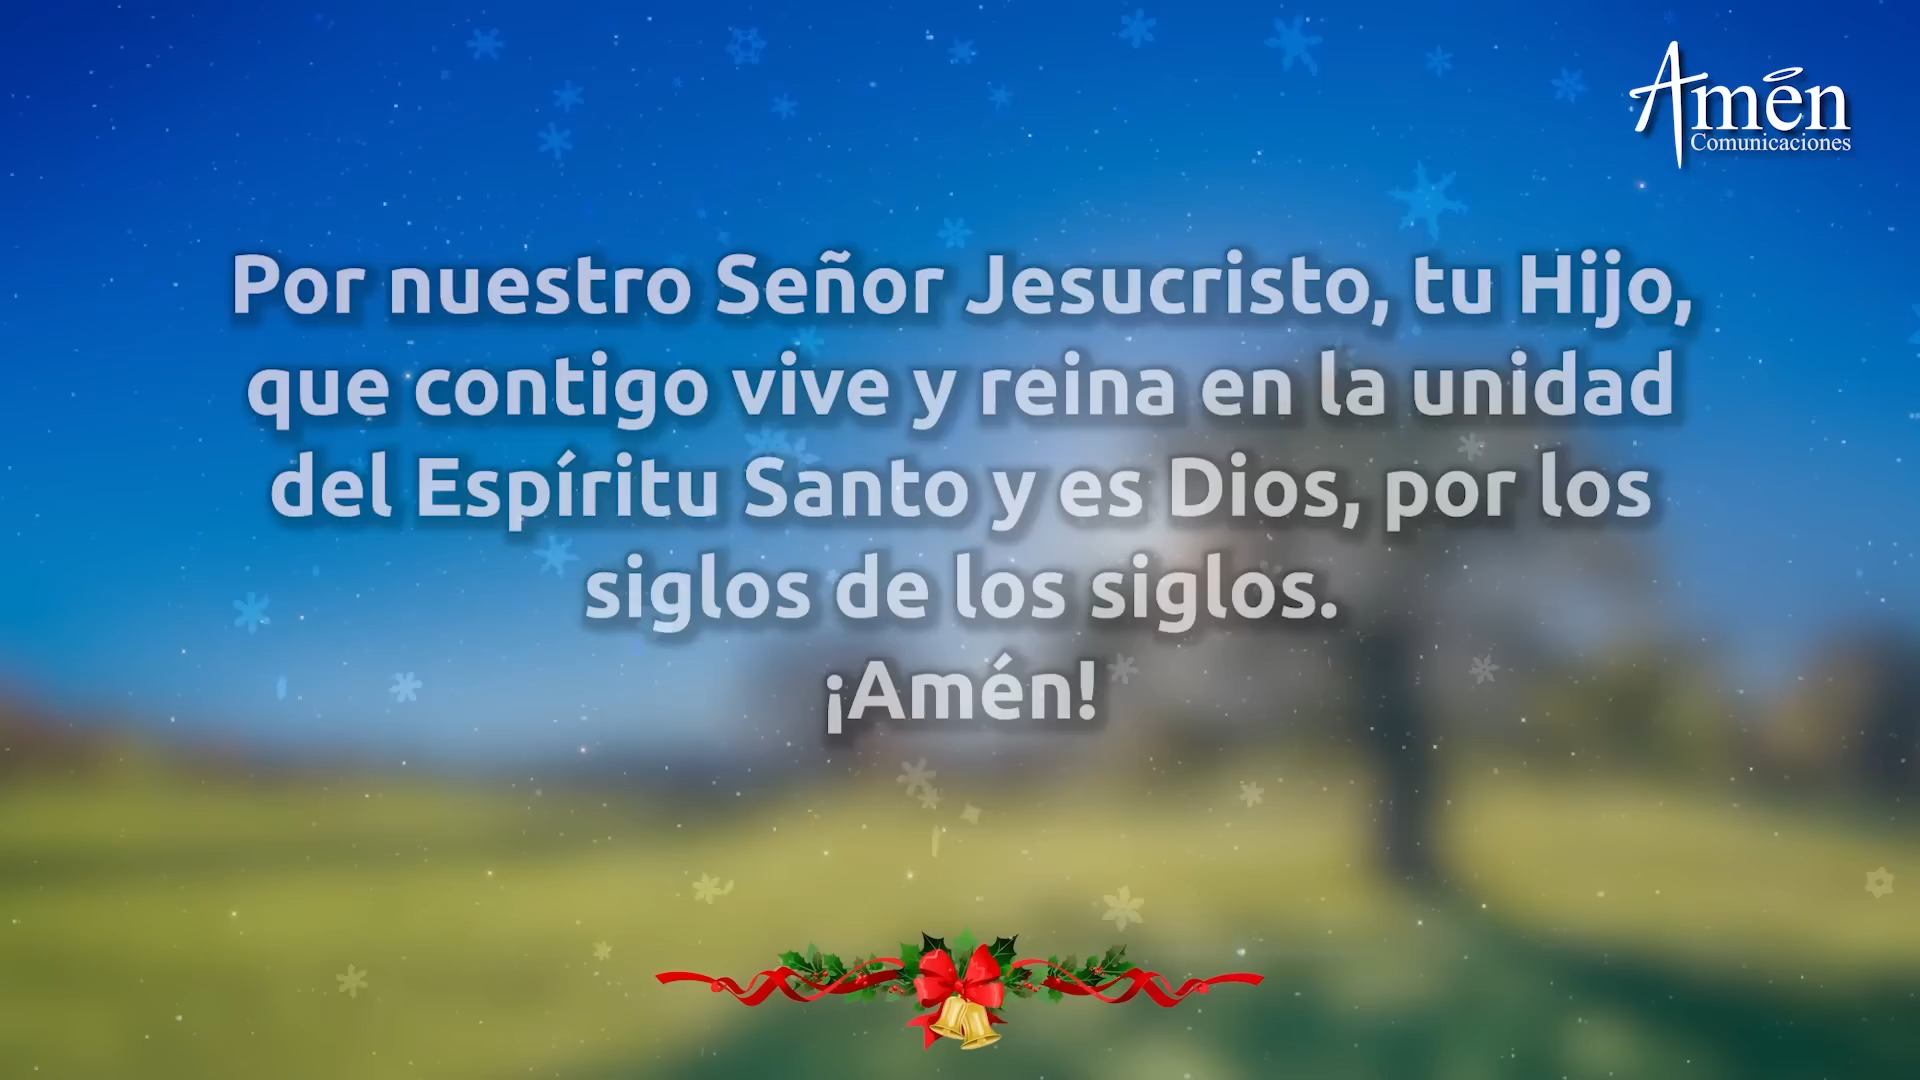 Amén
Comunicaciones
Por nuestro Señor Jesucristo, tu Hijo,
que contigo vive y reina en la unidad
del Espíritu Santo y es Dios, por los
siglos de los siglos.
¡Amén!